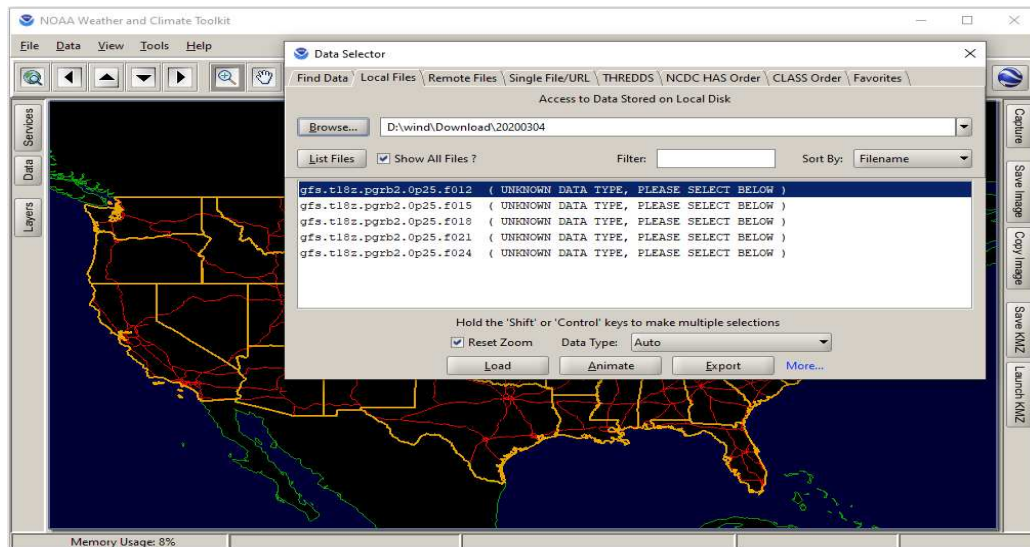 NOAA Weather and Climate Toolkit
File Data View Tools Help
Data Selector
Find Data Local Files Remote Files Single File/URL THREDDS NCDC HAS Order CLASS Order Favorites
Access to Data Stored on Local Disk
Browse... D:\wind\Download\20200304
List Files Show All Files ? Filter: Sort By: Filename
gfs.t18z.pgrb2.0p25.f012 ( UNKNOWN DATA TYPE, PLEASE SELECT BELOW )
gfs.t18z.pgrb2.0p25.f015 ( UNKNOWN DATA TYPE, PLEASE SELECT BELOW )
gfs.t18z.pgrb2.0p25.f018 ( UNKNOWN DATA TYPE, PLEASE SELECT BELOW )
gfs.t18z.pgrb2.0p25.f021 ( UNKNOWN DATA TYPE, PLEASE SELECT BELOW )
gfs.t18z.pgrb2.0p25.f024 ( UNKNOWN DATA TYPE, PLEASE SELECT BELOW )
Hold the 'Shift' or 'Control' keys to make multiple selections
Reset Zoom Data Type: Auto
Load Animate Export More...
Services
Data
Layers
Capture
Save Image
Copy Image
Save KMZ
Launch KMZ
Memory Usage: 8%